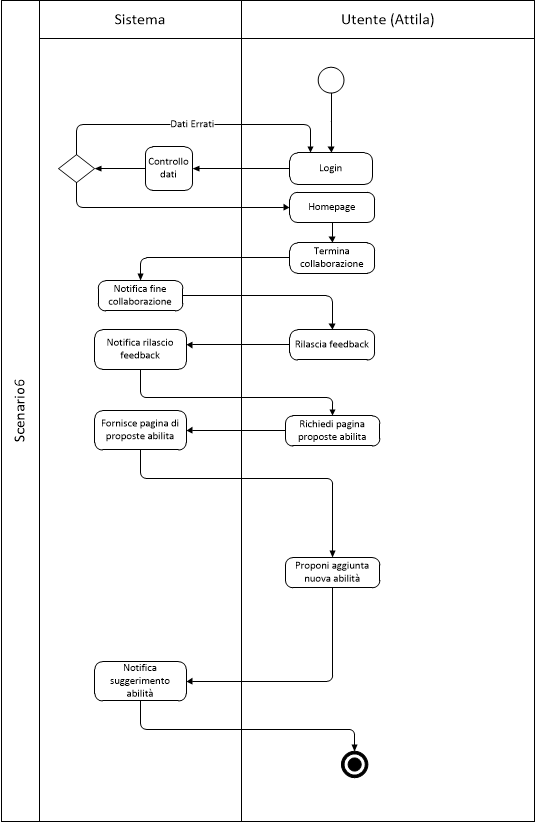 Sistema
Utente (Attila)
Scenario6
Dati Errati
Controllo
dati
Login
Homepage
Termina
collaborazione
Notifica fine
collaborazione
Notifica rilascio
feedback
Rilascia feedback
Fornisce pagina di
proposte abilita
Richiedi pagina
proposte abilita
Proponi aggiunta
nuova abilità
Notifica
suggerimento
abilità